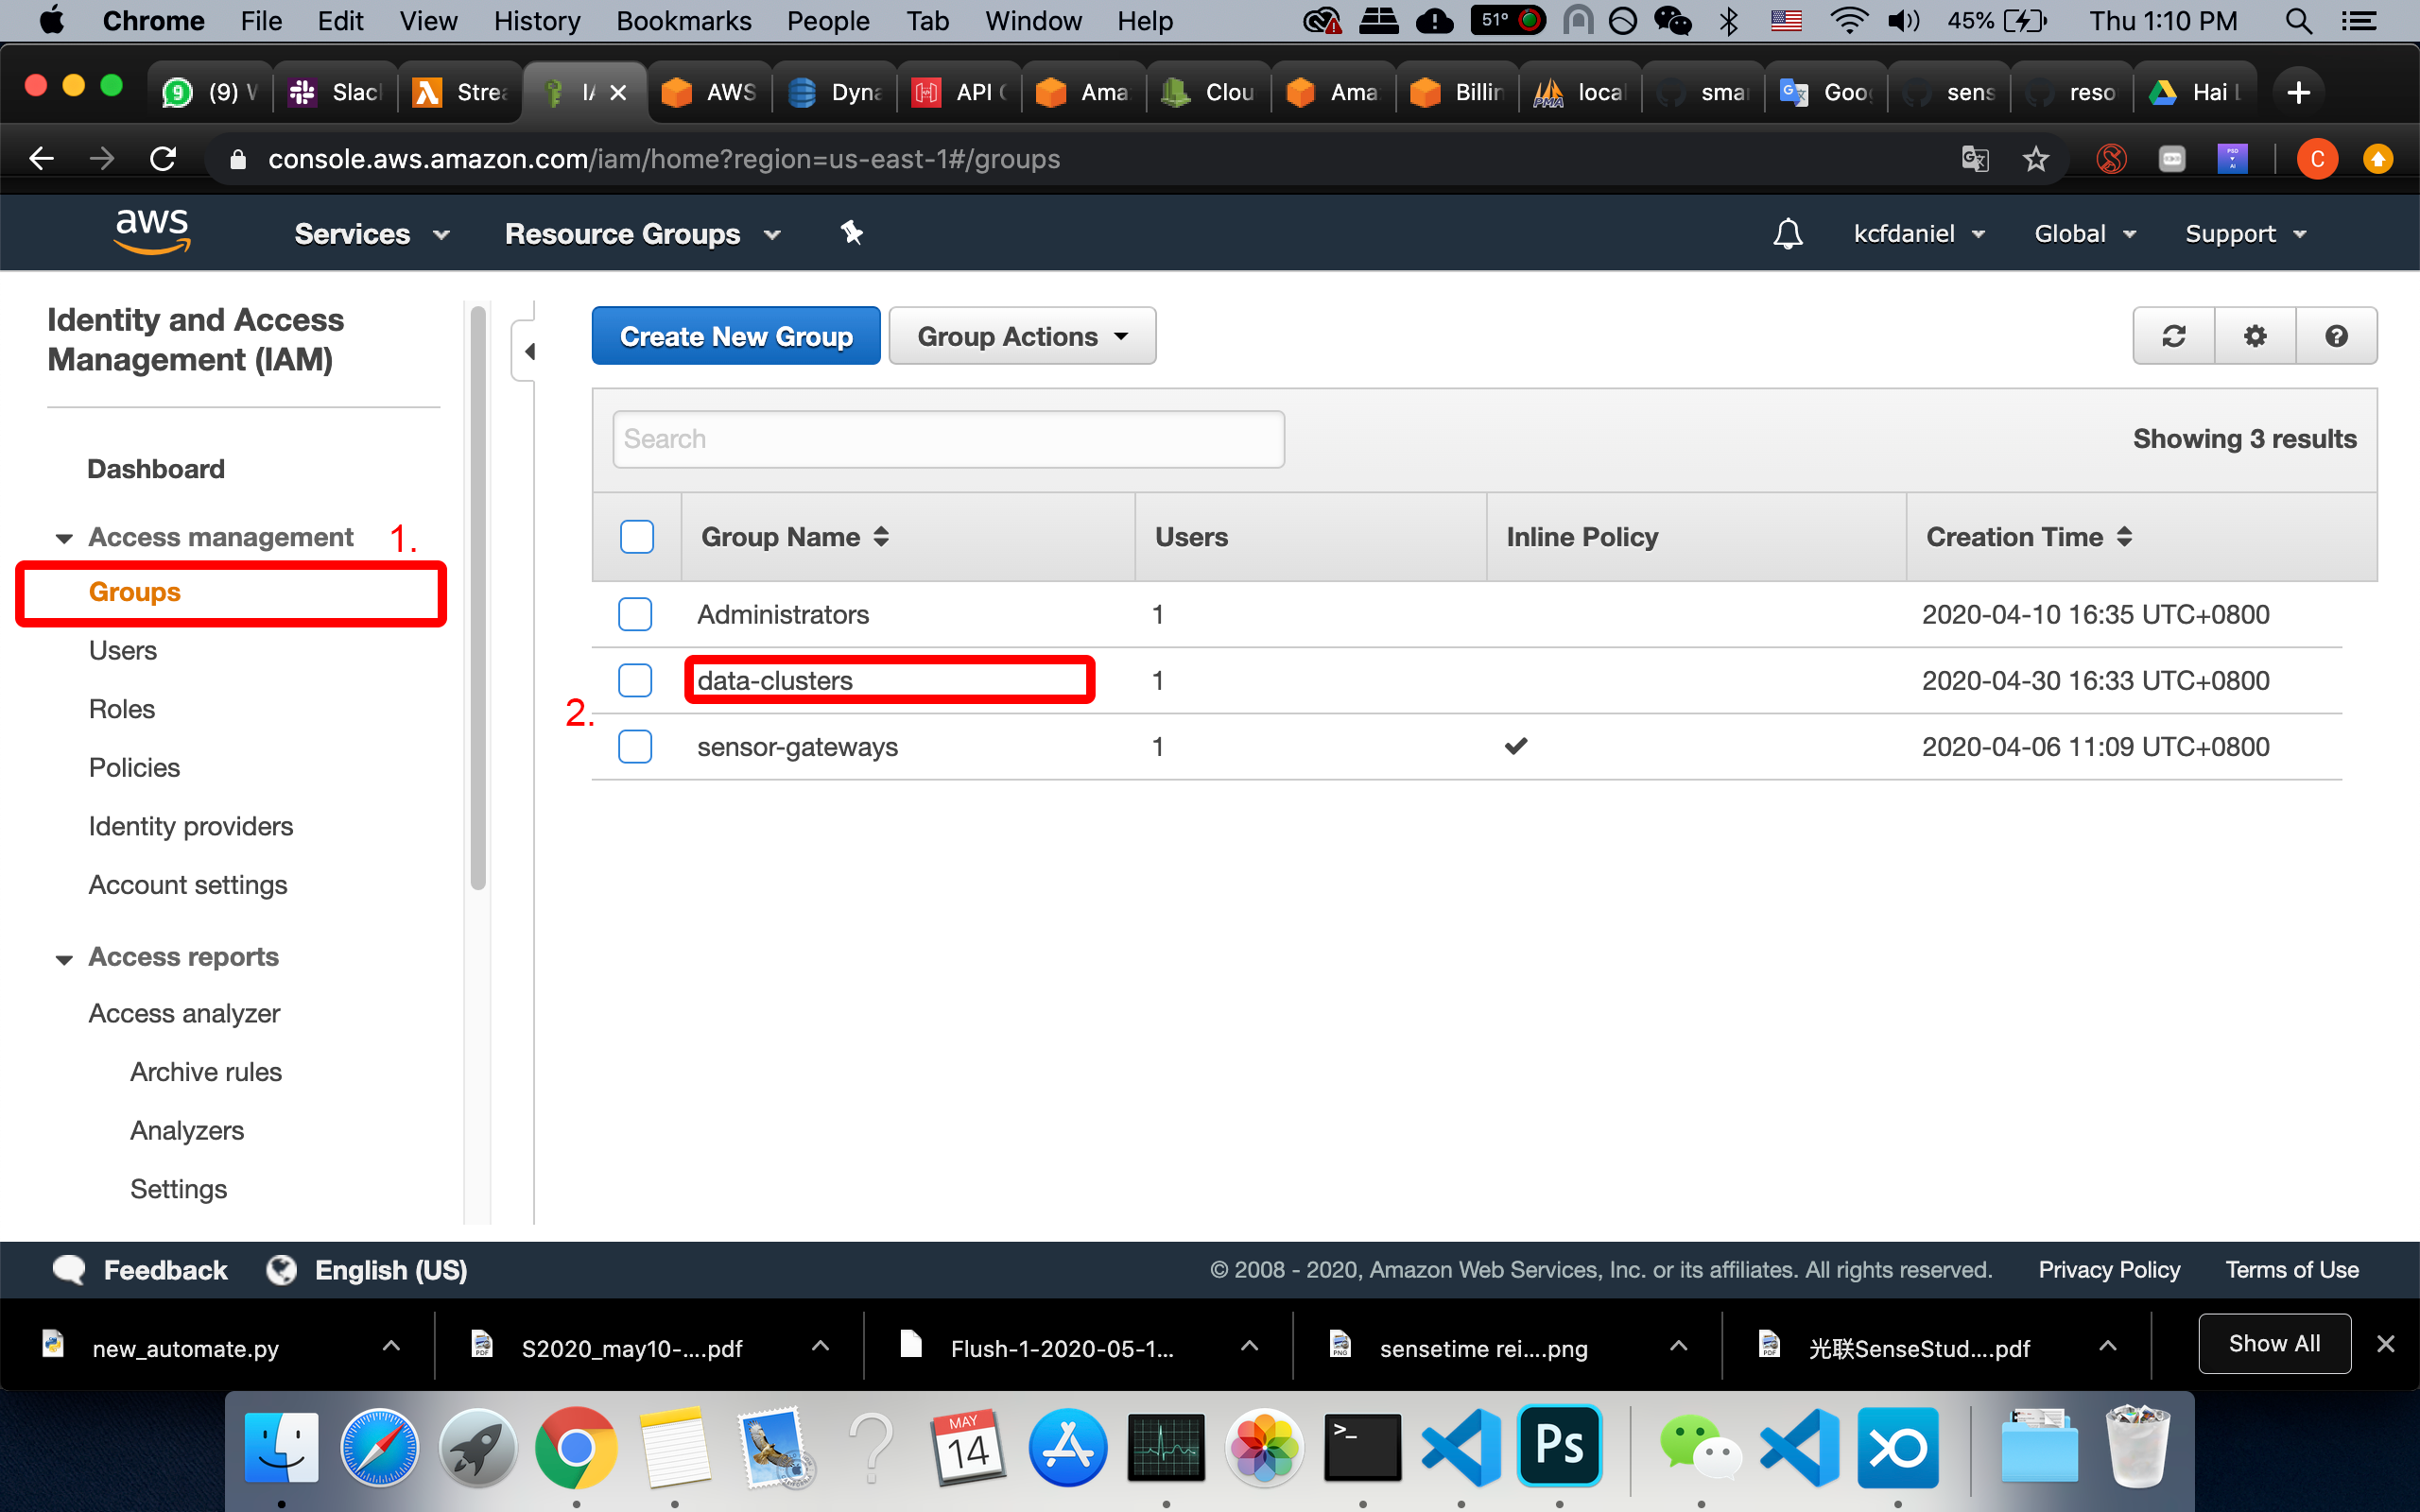 Chrome File Edit View History Bookmarks People Tab Window Help 51° 45% Thu 1:10 PM
9 (9) Slac Strea AWS Dyna API Ama Clou Ama Billin PMA loca smar Goog sens reso Hai
console.aws.amazon.com/iam/home?region=us-east-1#/groups C
aws Services Resource Groups kcfdaniel Global Support
Identity and Access
Management (IAM)
Dashboard
Access management 1.
Groups
Users
Roles
Policies
Identity providers
Account settings
Access reports
Access analyzer
Archive rules
Analyzers
Settings
Create New Group Group Actions
Search Showing 3 results
Group Name Users Inline Policy Creation Time
Administrators 1 2020-04-10 16:35 UTC+0800
data-clusters 1 2020-04-30 16:33 UTC+0800
2.
sensor-gateways 1 2020-04-06 11:09 UTC+0800
Feedback English (US) © 2008 - 2020, Amazon Web Services, Inc. or its affiliates. All rights reserved. Privacy Policy Terms of Use
new_automate.py S2020_may10-....pdf Flush-1-2020-05-1... sensetime rei....png 光联SenseStud....pdf Show All
MAY
14
>_
Ps